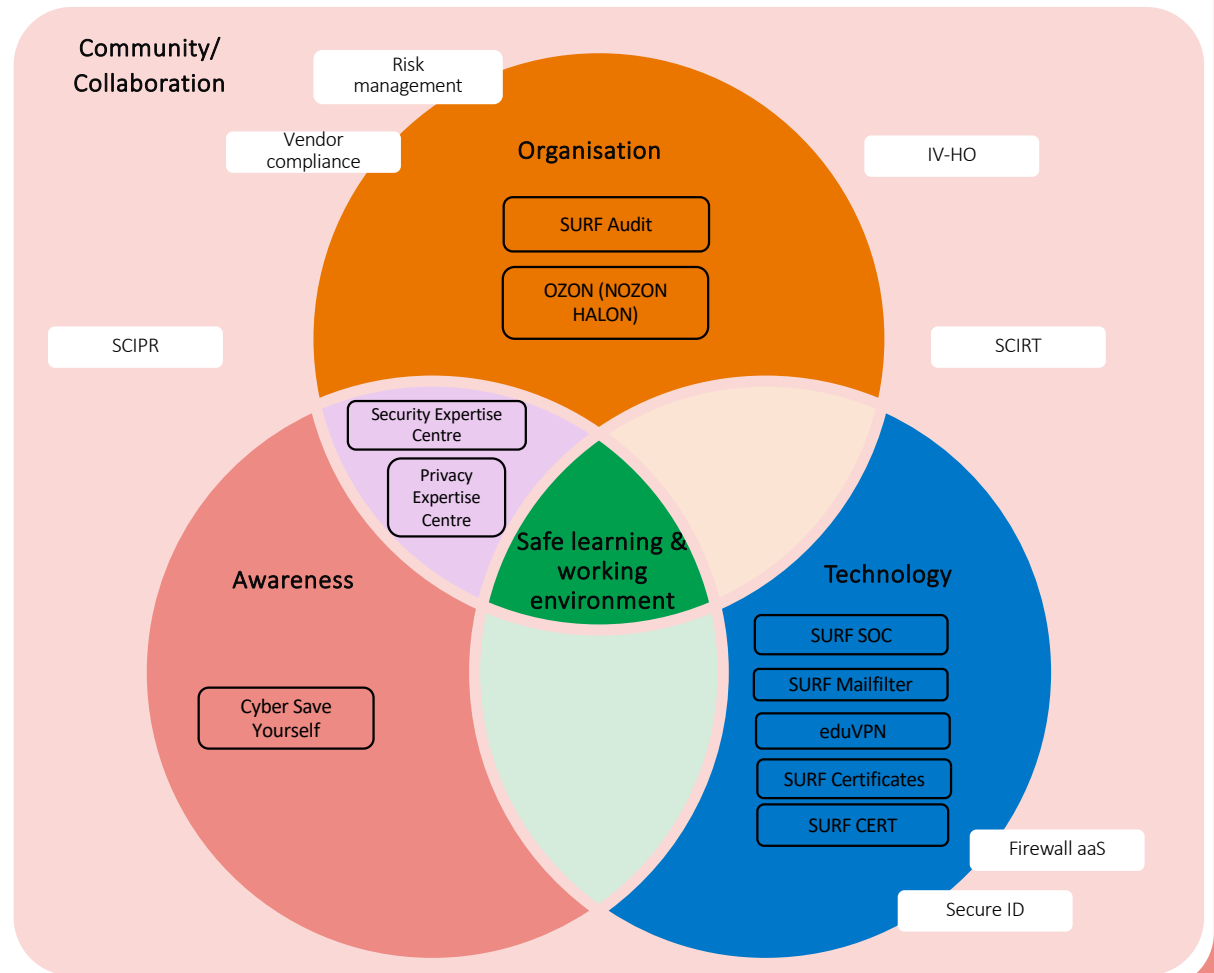 Community/
Collaboration
Risk
management
Vendor
compliance
Organisation
IV-HO
SURF Audit
OZON (NOZON
HALON)
SCIPR
SCIRT
Security Expertise
Centre
Privacy
Expertise
Centre
Safe learning &
working
environment
Awareness
Technology
Cyber Save
Yourself
SURF SOC
SURF Mailfilter
eduVPN
SURF Certificates
SURF CERT
Firewall aaS
Secure ID